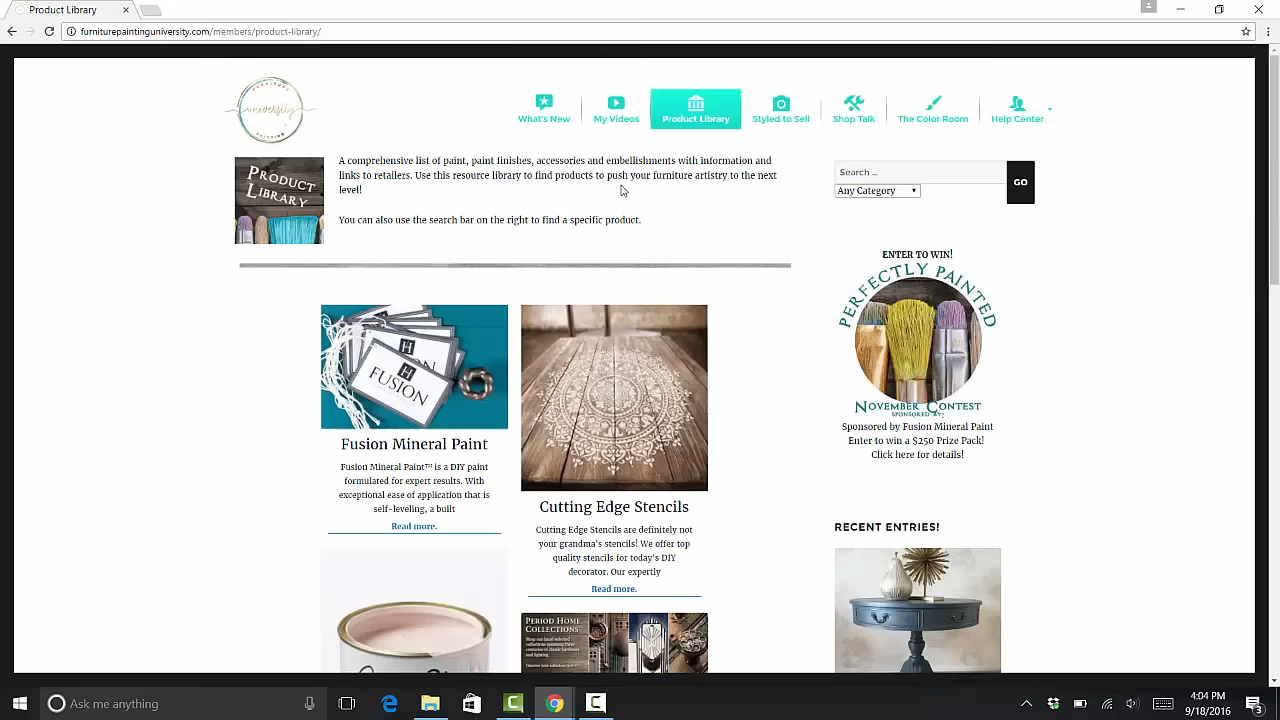 Product Library
furniturepaintinguniversity.com/members/product-library/
FURNITURE
university
PAINTING
What's New
My Videos
Product Library
Styled to Sell
Shop Talk
The Color Room
Help Center
PRODUCT
LIBRARY
A comprehensive list of paint, paint finishes, accessories and embellishments with information and
links to retailers. Use this resource library to find products to push your furniture artistry to the next
level!
You can also use the search bar on the right to find a specific product.
Search ...
GO
Any Category
ENTER TO WIN!
PERFECTLY PAINTED
NOVEMBER CONTEST
SPONSORED BY:
Sponsored by Fusion Mineral Paint
Enter to win a $250 Prize Pack!
Click here for details!
RECENT ENTRIES!
FUSION
Fusion Mineral Paint
Fusion Mineral Paint™ is a DIY paint
formulated for expert results. With
exceptional ease of application that is
self-leveling, a built
Read more.
Cutting Edge Stencils
Cutting Edge Stencils are definitely not
your grandma's stencils! We offer top
quality stencils for today's DIY
decorator. Our expertly
Read more.
PERIOD HOME
COLLECTIONS
Ask me anything
4:04 PM
9/18/2016
3